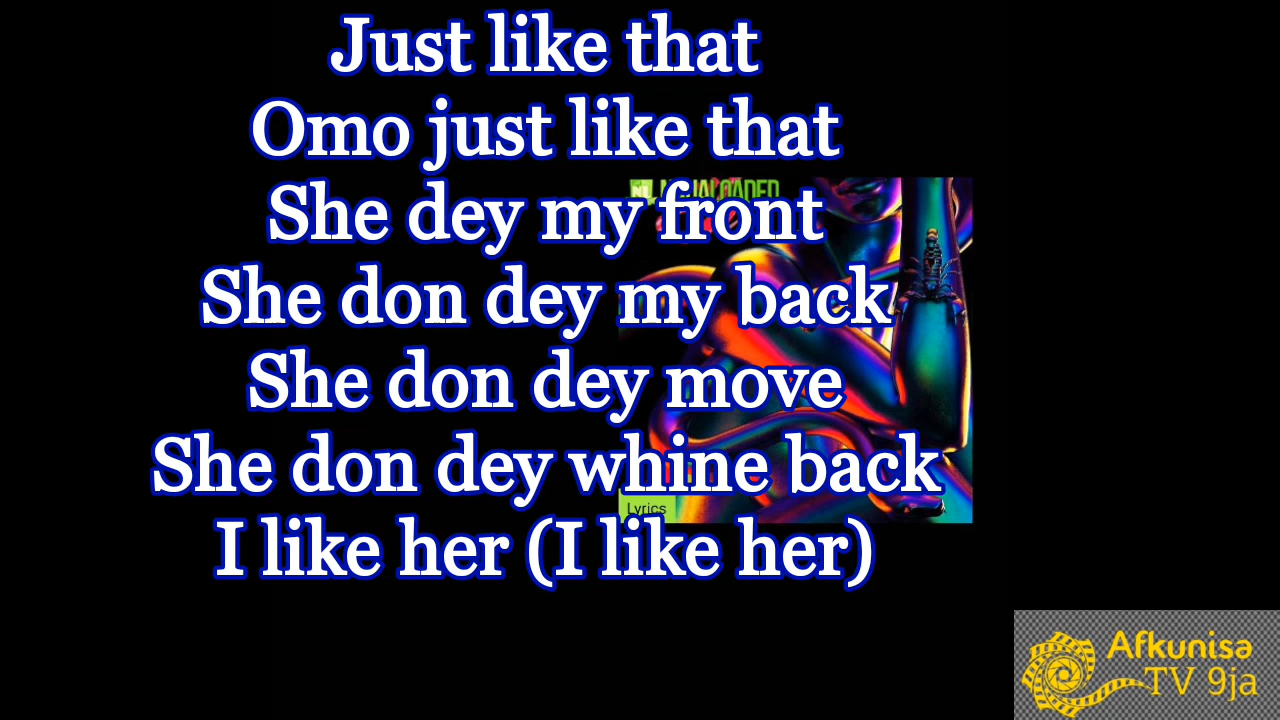 Just like that
Omo just like that
She dey my front
She don dey my back
She don dey move
She don dey whine back
I like her (I like her)
Lyrics
Afkunisa
TV 9ja